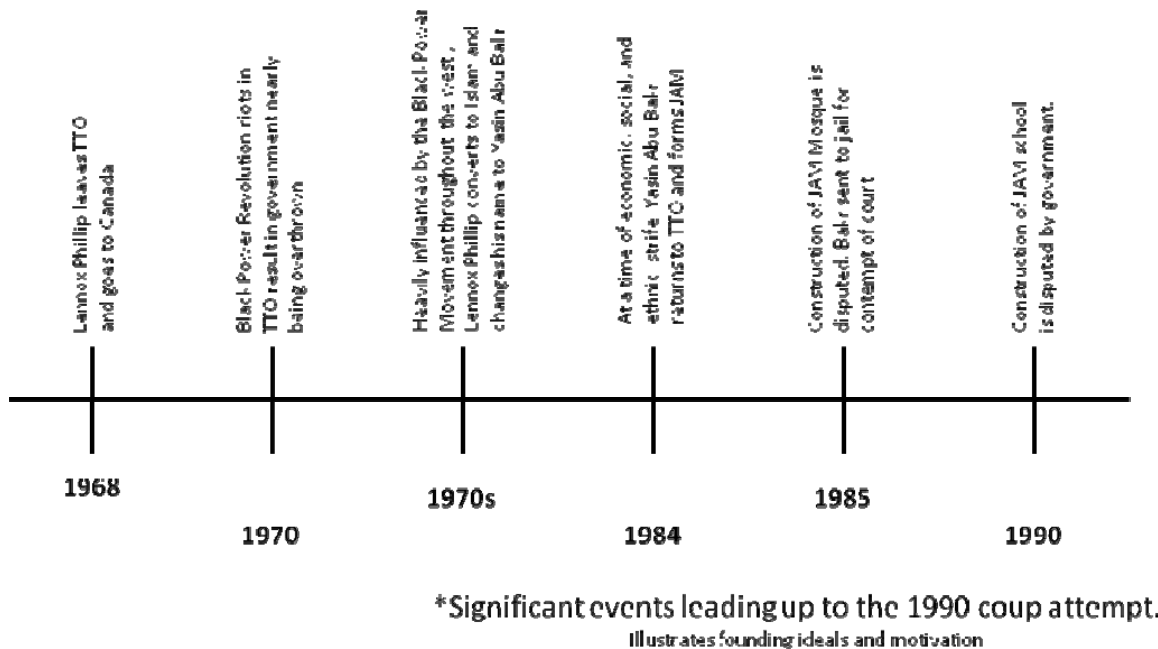 Lennox Phillip leaves TTO
and goes to Canada
Black Power Revolution riots in
TTO result in government nearly
being overthrown
Heavily influenced by the Black Power
Movement throughout the west,
Lennox Phillip converts to Islam and
changes his name to Yasin Abu Bakr
At a time of economic, social, and
ethnic strife Yasin Abu Bakr
returns to TTO and forms JAM
Construction of JAM Mosque is
disputed. Bakr sent to jail for
contempt of court
Construction of JAM school
is disputed by government.
1968
1970
1970s
1984
1985
1990
*Significant events leading up to the 1990 coup attempt.
Illustrates founding ideals and motivation